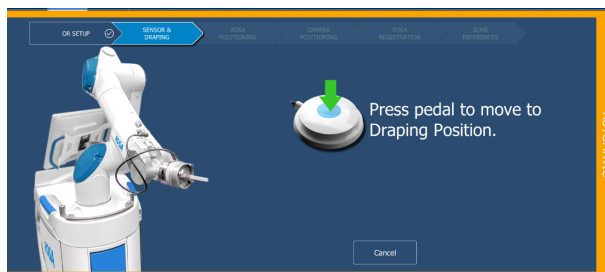 OR SETUP
SENSOR &
DRAPING
ROSA
POSITIONING
CAMERA
POSITIONING
ROSA
REGISTRATION
BONE
REFERENCES
Press pedal to move to
Draping Position.
ROSA
Cancel